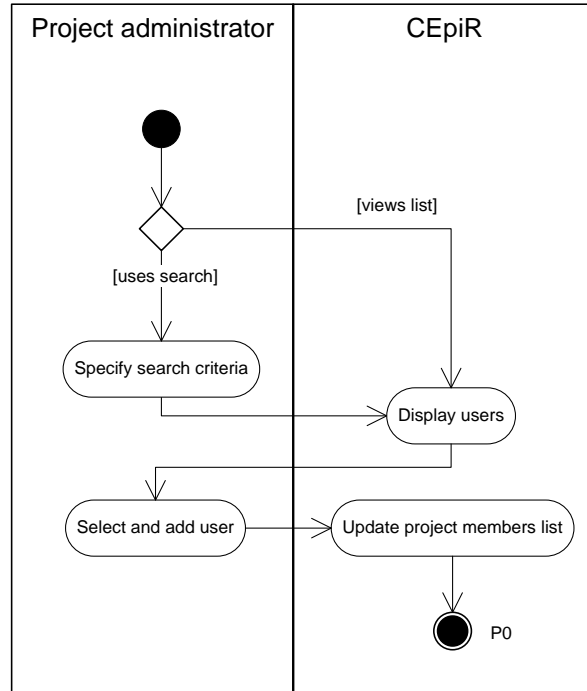 Project administrator
CEpiR
[views list]
[uses search]
Specify search criteria
Display users
Select and add user
Update project members list
P0